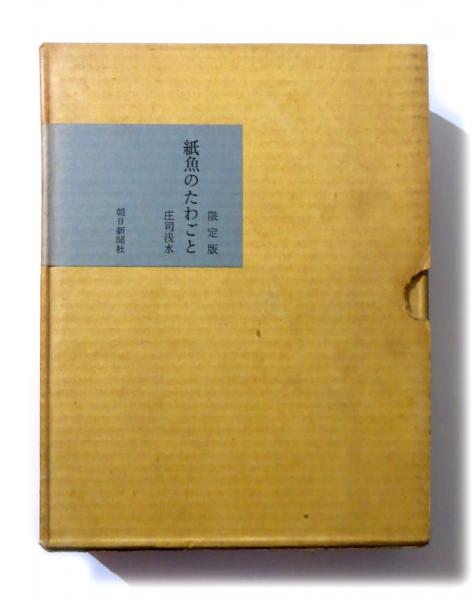 限定版
紙魚のたわごと
庄司浅水
朝日新聞社